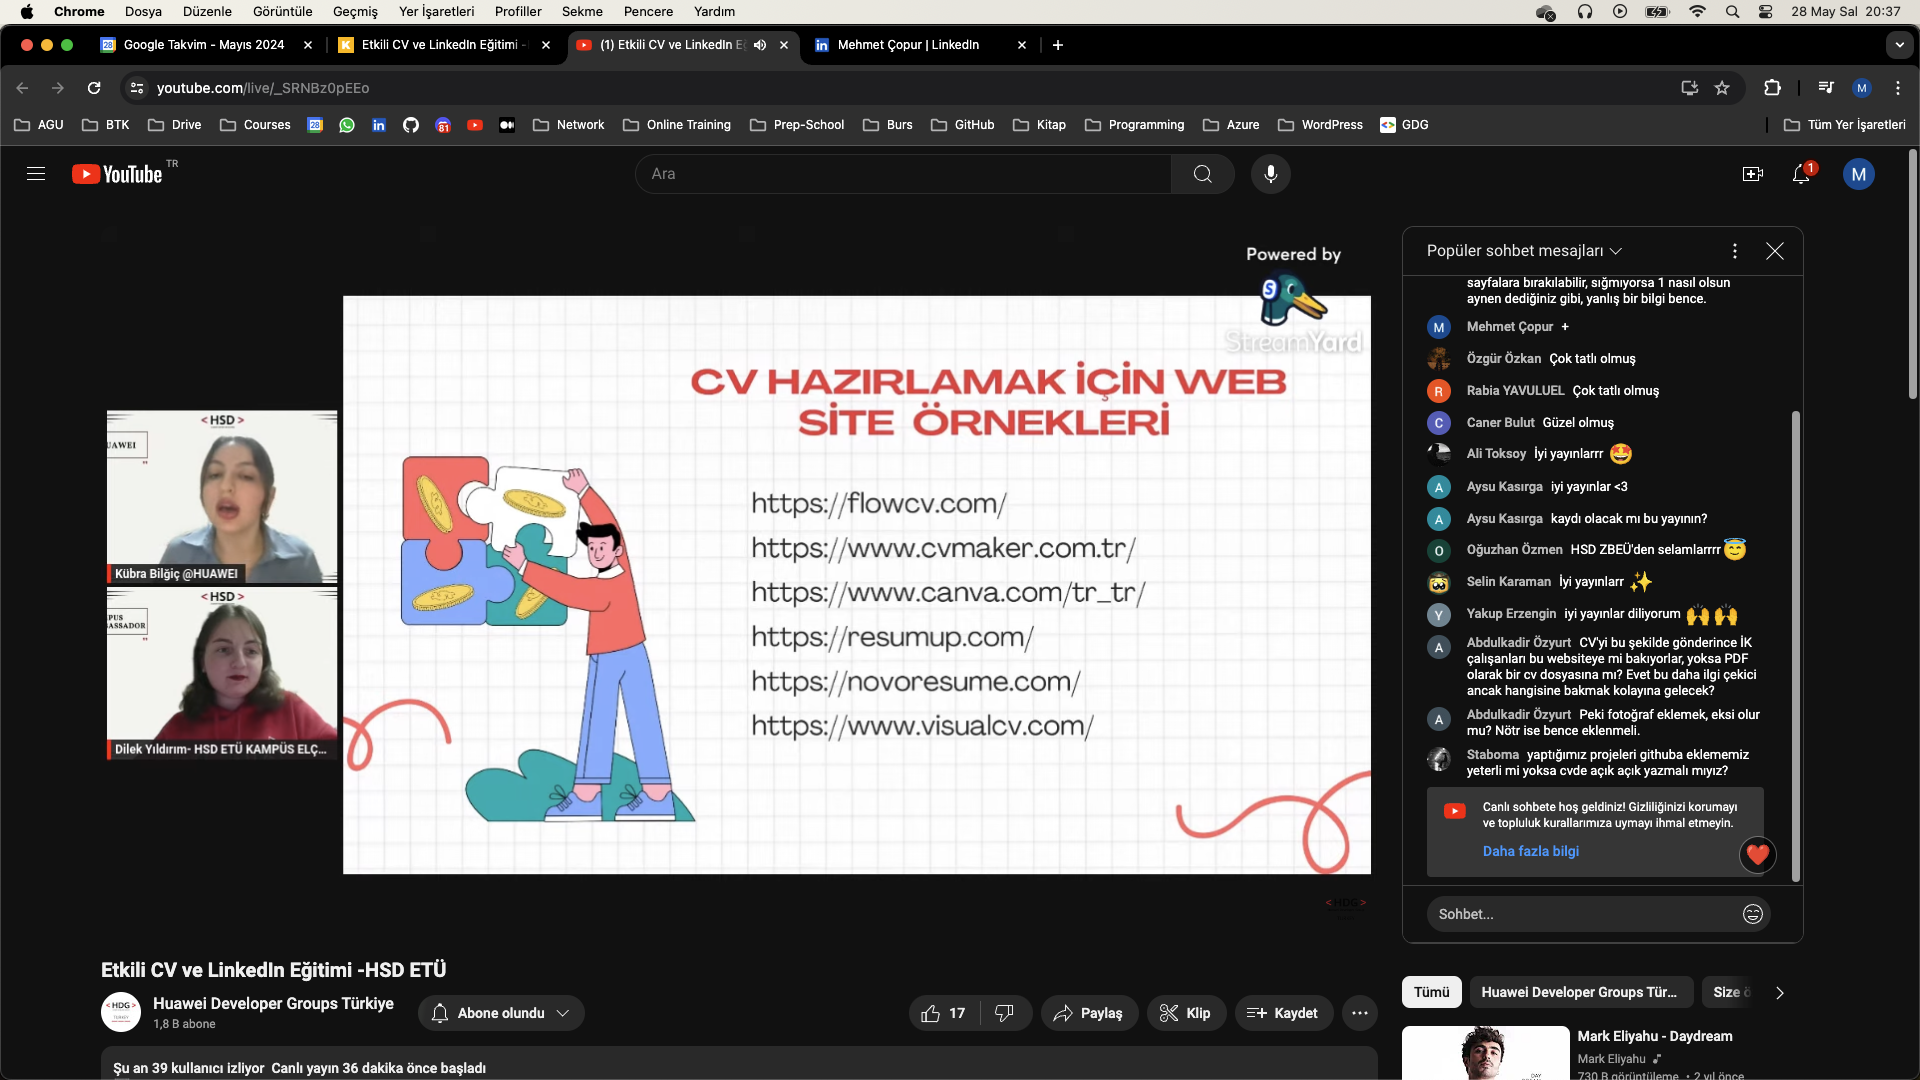 Chrome Dosya Düzenle Görüntüle Geçmiş Yer İşaretleri Profiller Sekme Pencere Yardım
28 May Sal 20:37
Google Takvim - Mayıs 2024
Etkili CV ve LinkedIn Eğitimi -
(1) Etkili CV ve LinkedIn
Mehmet Çopur | LinkedIn
youtube.com/live/_SRNBz0pEEo
M
AGU BTK Drive Courses 28 81 Network Online Training Prep-School Burs GitHub Kitap Programming Azure WordPress GDG Tüm Yer İşaretleri
YouTube TR
Ara
1
M
Powered by
StreamYard
CV HAZIRLAMAK İÇİN WEB
SİTE ÖRNEKLERİ
https://flowcv.com/
https://www.cvmaker.com.tr/
https://www.canva.com/tr_tr/
https://resumup.com/
https://novoresume.com/
https://www.visualcv.com/
< HSD >
Kübra Bilgiç @HUAWEI
< HSD >
Dilek Yıldırım- HSD ETÜ KAMPÜS ELÇ...
< HDG >
Popüler sohbet mesajları
sayfalara bırakılabilir, sığmıyorsa 1 nasıl olsun
aynen dediğiniz gibi, yanlış bir bilgi bence.
M Mehmet Çopur +
Özgür Özkan Çok tatlı olmuş
R Rabia YAVULUEL Çok tatlı olmuş
C Caner Bulut Güzel olmuş
Ali Toksoy İyi yayınlarrr 🤩
A Aysu Kasırga iyi yayınlar <3
A Aysu Kasırga kaydı olacak mı bu yayının?
O Oğuzhan Özmen HSD ZBEÜ'den selamlarrrr 😇
Selin Karaman İyi yayınlarr ✨
Y Yakup Erzengin iyi yayınlar diliyorum 🙌 🙌
A Abdulkadir Özyurt CV'yi bu şekilde gönderince İK
çalışanları bu websiteye mi bakıyorlar, yoksa PDF
olarak bir cv dosyasına mı? Evet bu daha ilgi çekici
ancak hangisine bakmak kolayına gelecek?
A Abdulkadir Özyurt Peki fotoğraf eklemek, eksi olur
mu? Nötr ise bence eklenmeli.
Staboma yaptığımız projeleri githuba eklememiz
yeterli mi yoksa cvde açık açık yazmalı mıyız?
Canlı sohbete hoş geldiniz! Gizliliğinizi korumayı
ve topluluk kurallarımıza uymayı ihmal etmeyin.
Daha fazla bilgi
Sohbet...
Etkili CV ve LinkedIn Eğitimi -HSD ETÜ
< HDG >
Huawei Developer Groups Türkiye
1,8 B abone
Abone olundu
17
Paylaş
Klip
Kaydet
Şu an 39 kullanıcı izliyor Canlı yayın 36 dakika önce başladı
Tümü
Huawei Developer Groups Tür...
Size
Mark Eliyahu - Daydream
Mark Eliyahu
730 B görüntüleme • 2 yıl önce